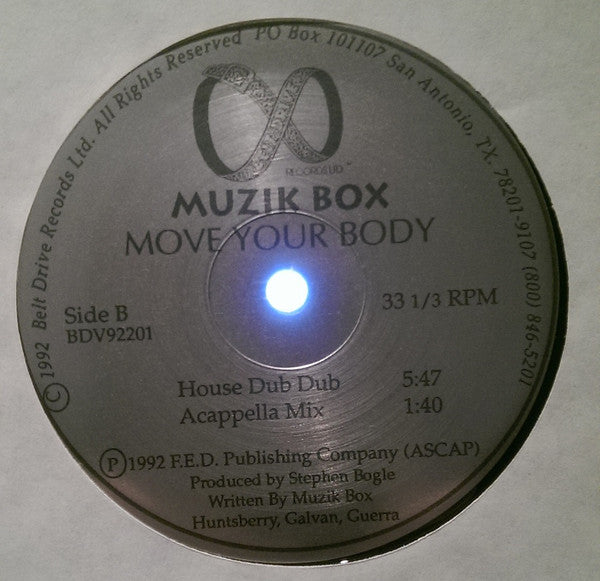 © 1992 Belt Drive Records Ltd. All Rights Reserved PO Box 101107 San Antonio, TX. 78201-9107 (800) 846-5201
RECORDS LTD.
MUZIK BOX
MOVE YOUR BODY
Side B
BDV92201
33 1/3 RPM
House Dub Dub 5:47
Acappella Mix 1:40
℗ 1992 F.E.D. Publishing Company (ASCAP)
Produced by Stephen Bogle
Written By Muzik Box
Huntsberry, Galvan, Guerra